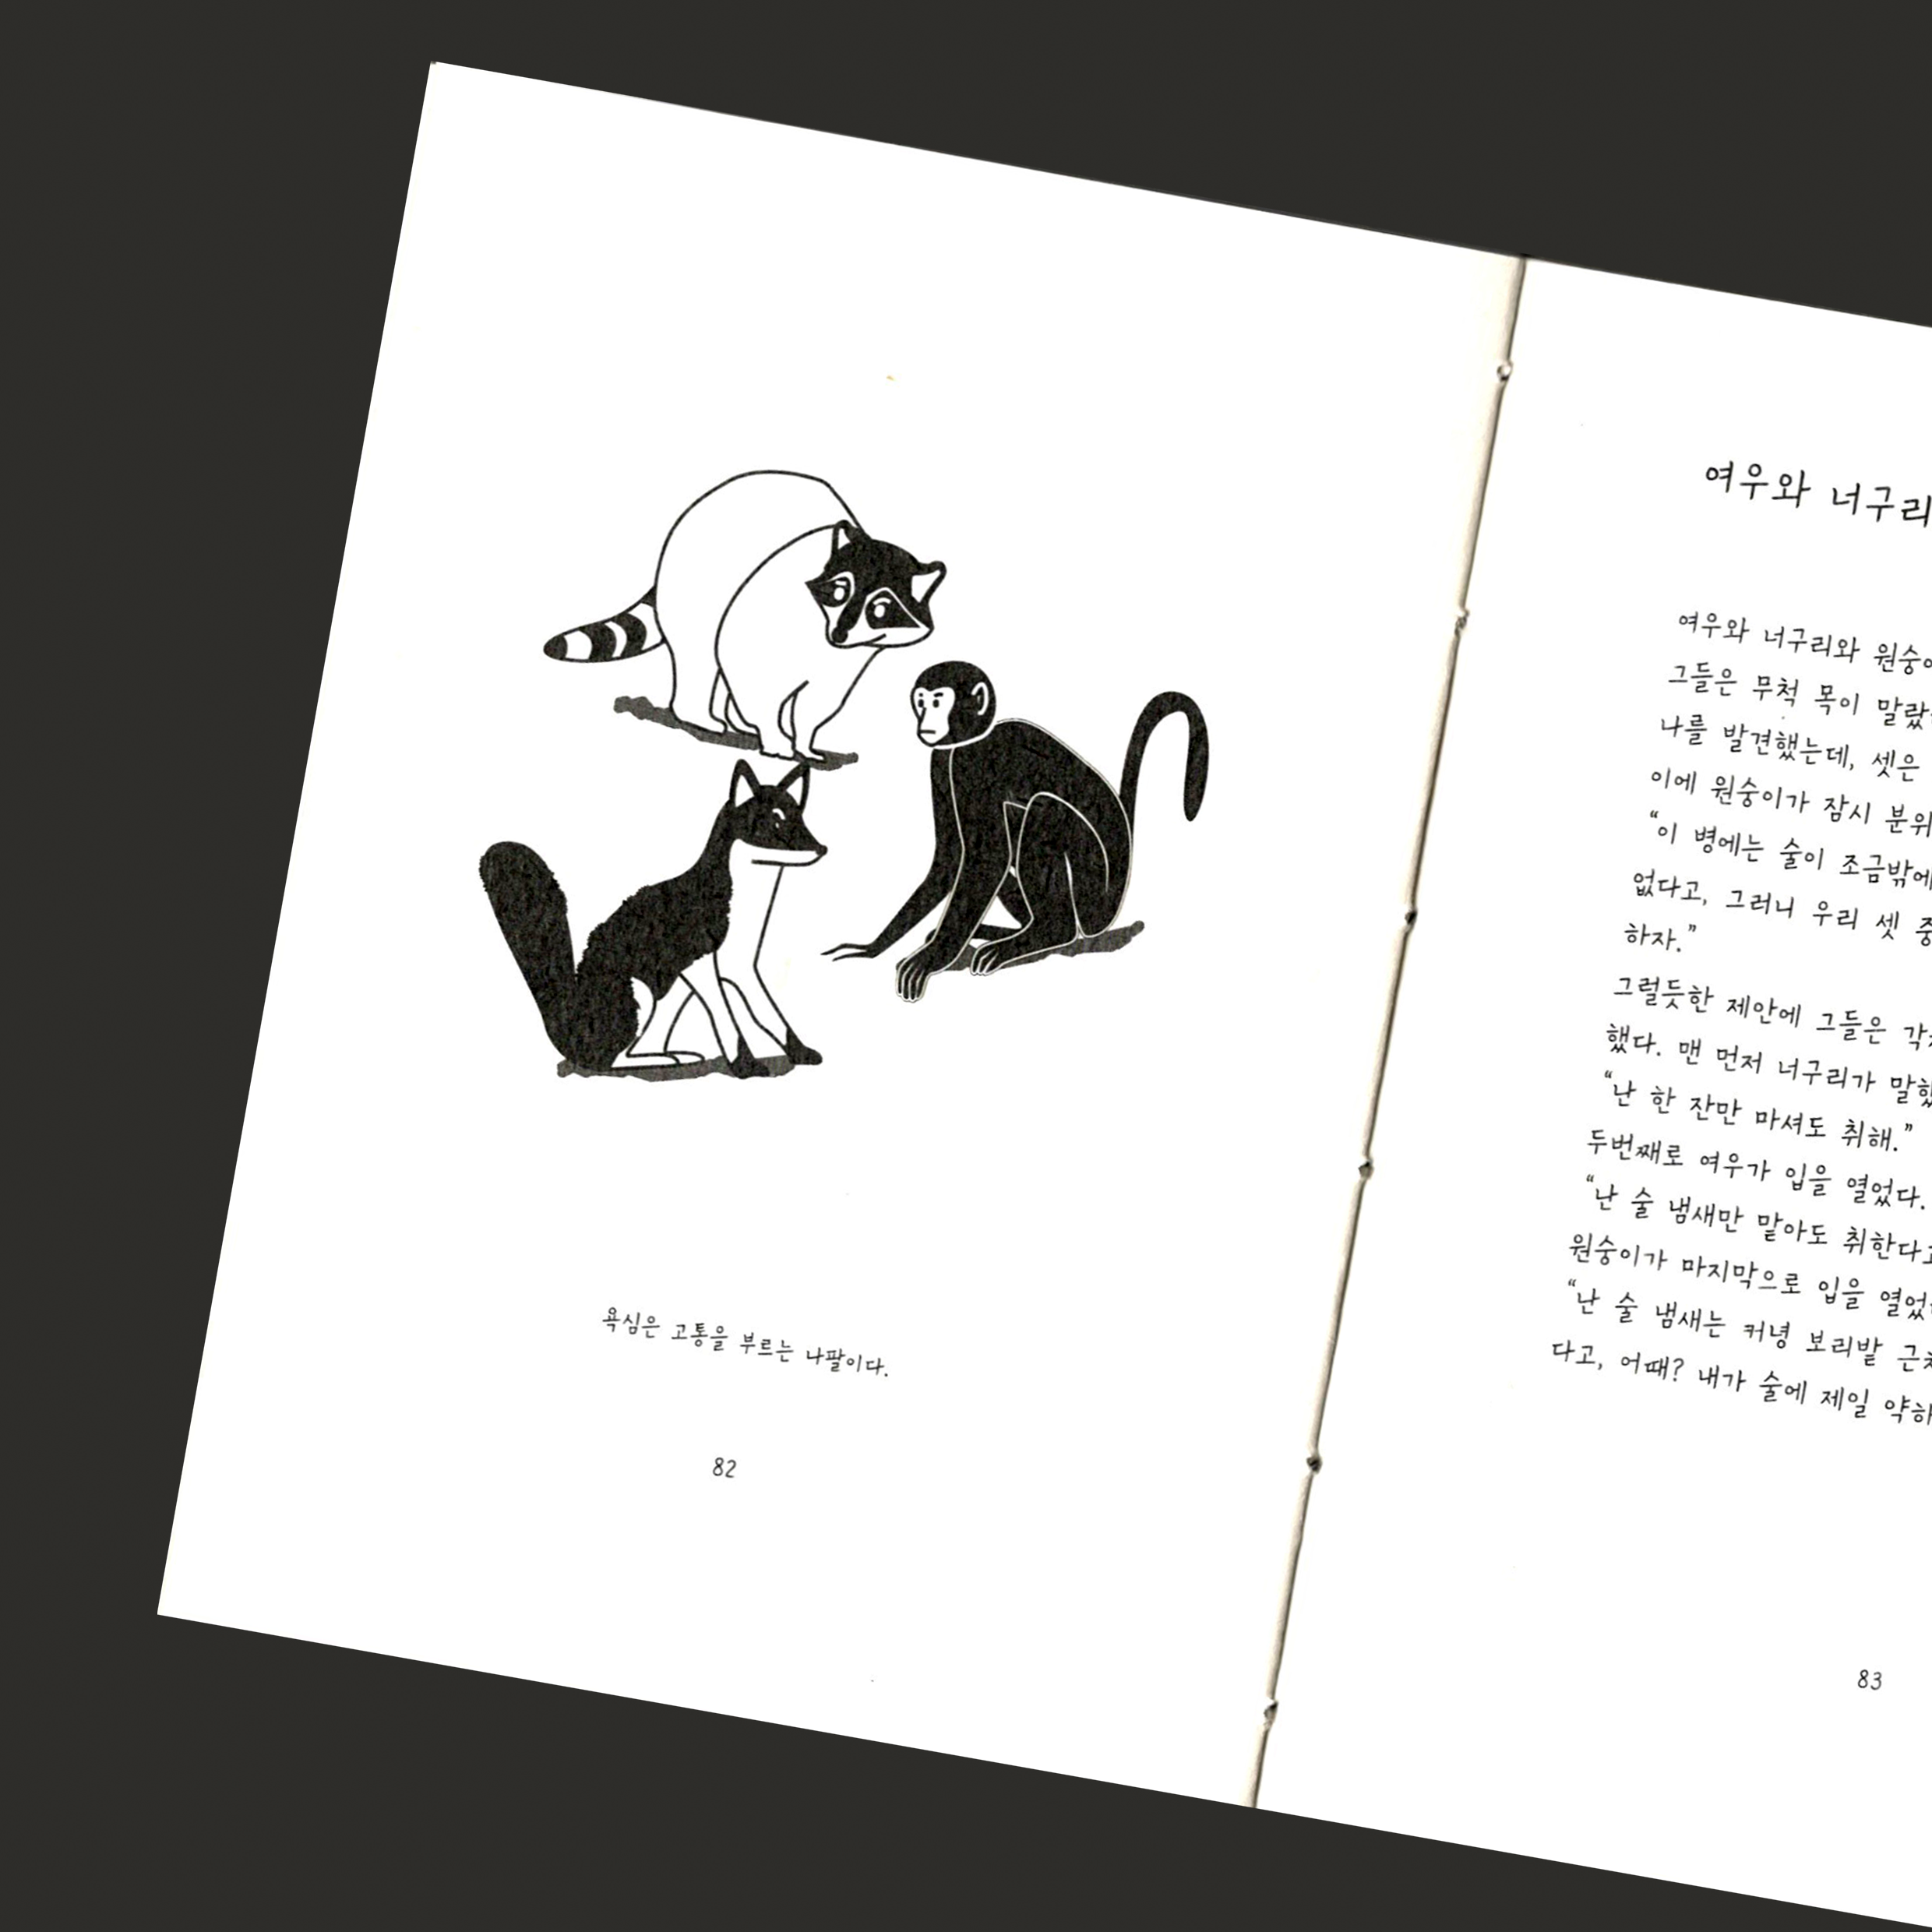 욕심은 고통을 부르는 나팔이다.
82
여우와 너구리
여우와 너구리와 원숭
그들은 무척 목이 말랐
나를 발견했는데, 셋은
이에 원숭이가 잠시 분위
“이 병에는 술이 조금밖에
없다고, 그러니 우리 셋 중
하자.”
그럴듯한 제안에 그들은
했다. 맨 먼저 너구리가 말했
“난 한 잔만 마셔도 취해.”
두번째로 여우가 입을 열었다.
“난 술 냄새만 맡아도 취한다고
원숭이가 마지막으로 입을 열었
“난 술 냄새는 커녕 보리밭 근처
다고, 어때? 내가 술에 제일 약하
83